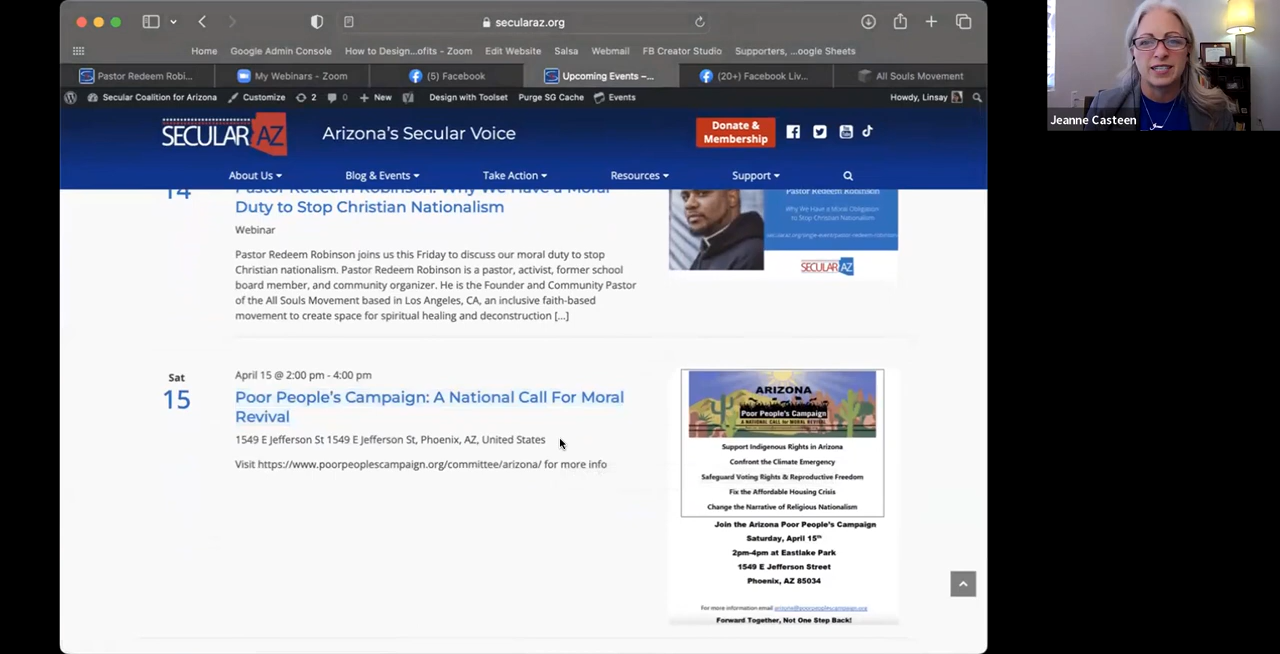 secularaz.org
Home Google Admin Console How to Design...ofits – Zoom Edit Website Salsa Webmail FB Creator Studio Supporters, ...oogle Sheets
Pastor Redeem Robi... My Webinars - Zoom (5) Facebook Upcoming Events –... (20+) Facebook Liv... All Souls Movement
Secular Coalition for Arizona Customize 2 0 New Design with Toolset Purge SG Cache Events Howdy, Linsay
SECULAR AZ Arizona's Secular Voice Donate & Membership
About Us Blog & Events Take Action Resources Support
14
Pastor Redeem Robinson: Why We Have a Moral
Duty to Stop Christian Nationalism
Webinar
Pastor Redeem Robinson joins us this Friday to discuss our moral duty to stop
Christian nationalism. Pastor Redeem Robinson is a pastor, activist, former school
board member, and community organizer. He is the Founder and Community Pastor
of the All Souls Movement based in Los Angeles, CA, an inclusive faith-based
movement to create space for spiritual healing and deconstruction [...]
Pastor Redeem Robinson
Why We Have a Moral Obligation
to Stop Christian Nationalism
SECULAR AZ
Sat
15
April 15 @ 2:00 pm - 4:00 pm
Poor People's Campaign: A National Call For Moral
Revival
1549 E Jefferson St 1549 E Jefferson St, Phoenix, AZ, United States
Visit https://www.poorpeoplescampaign.org/committee/arizona/ for more info
ARIZONA
Poor People's Campaign
A NATIONAL CALL for MORAL REVIVAL
Support Indigenous Rights in Arizona
Confront the Climate Emergency
Safeguard Voting Rights & Reproductive Freedom
Fix the Affordable Housing Crisis
Change the Narrative of Religious Nationalism
Join the Arizona Poor People's Campaign
Saturday, April 15th
2pm-4pm at Eastlake Park
1549 E Jefferson Street
Phoenix, AZ 85034
For more information email arizona@poorpeoplescampaign.org
Forward Together, Not One Step Back!
Jeanne Casteen